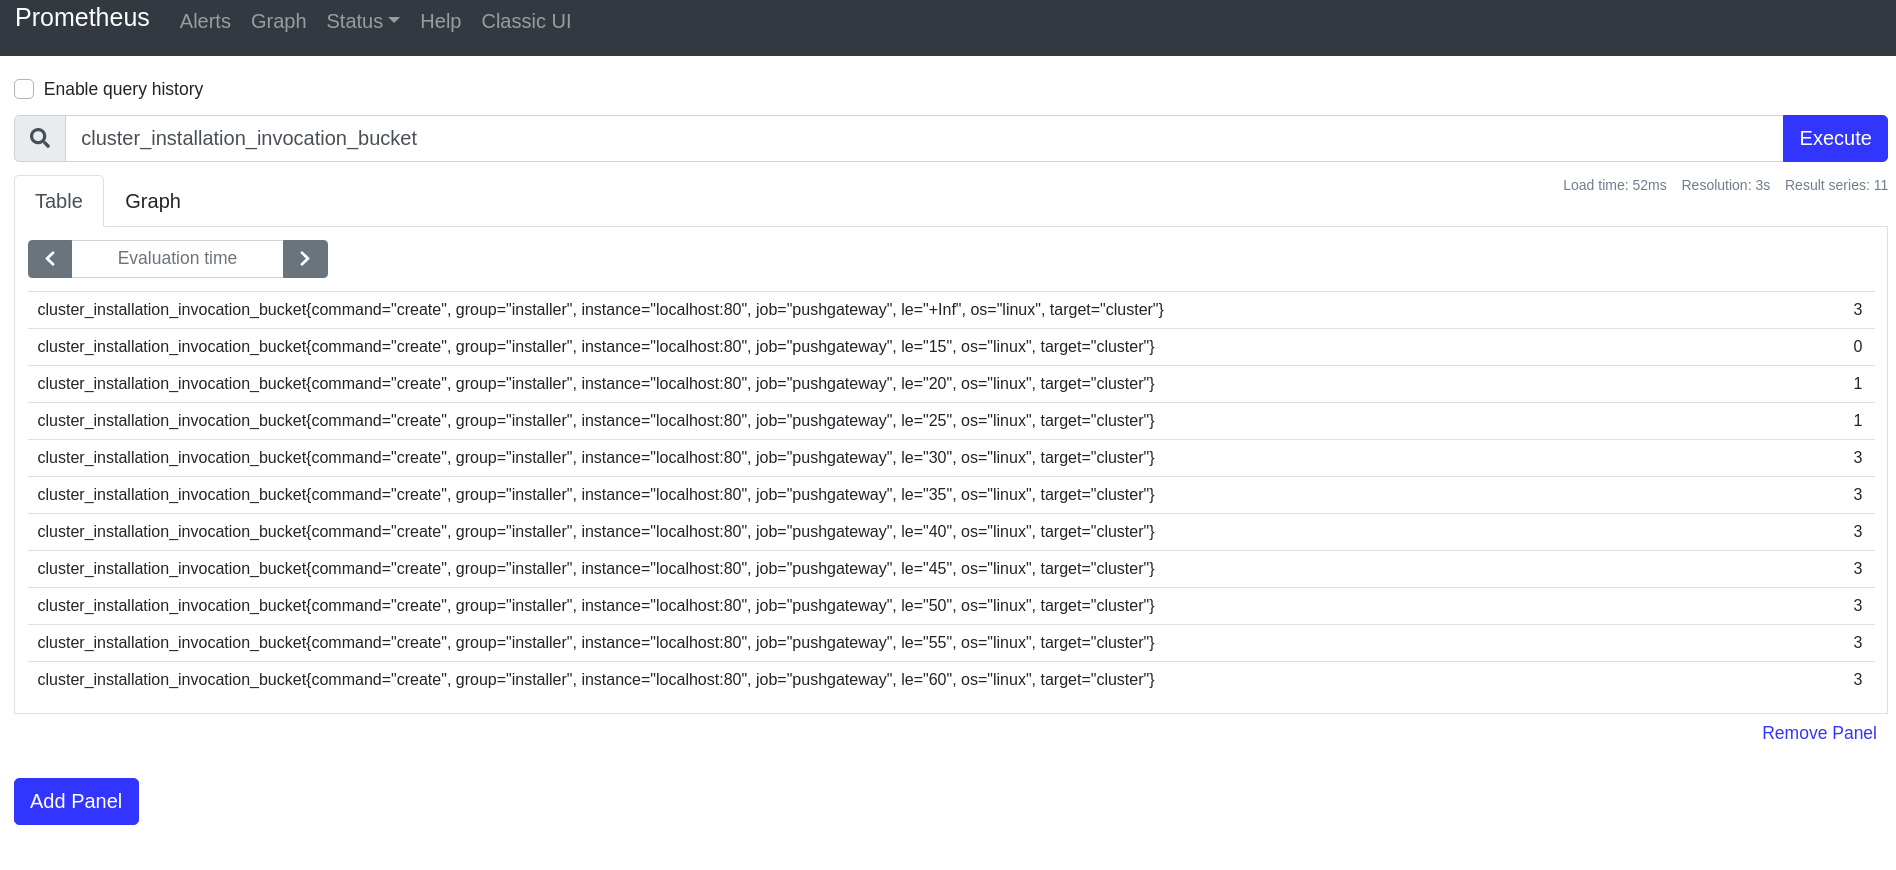 Prometheus Alerts Graph Status Help Classic UI
Enable query history
cluster_installation_invocation_bucket Execute
Table Graph Load time: 52ms Resolution: 3s Result series: 11
Evaluation time
cluster_installation_invocation_bucket{command="create", group="installer", instance="localhost:80", job="pushgateway", le="+Inf", os="linux", target="cluster"} 3
cluster_installation_invocation_bucket{command="create", group="installer", instance="localhost:80", job="pushgateway", le="15", os="linux", target="cluster"} 0
cluster_installation_invocation_bucket{command="create", group="installer", instance="localhost:80", job="pushgateway", le="20", os="linux", target="cluster"} 1
cluster_installation_invocation_bucket{command="create", group="installer", instance="localhost:80", job="pushgateway", le="25", os="linux", target="cluster"} 1
cluster_installation_invocation_bucket{command="create", group="installer", instance="localhost:80", job="pushgateway", le="30", os="linux", target="cluster"} 3
cluster_installation_invocation_bucket{command="create", group="installer", instance="localhost:80", job="pushgateway", le="35", os="linux", target="cluster"} 3
cluster_installation_invocation_bucket{command="create", group="installer", instance="localhost:80", job="pushgateway", le="40", os="linux", target="cluster"} 3
cluster_installation_invocation_bucket{command="create", group="installer", instance="localhost:80", job="pushgateway", le="45", os="linux", target="cluster"} 3
cluster_installation_invocation_bucket{command="create", group="installer", instance="localhost:80", job="pushgateway", le="50", os="linux", target="cluster"} 3
cluster_installation_invocation_bucket{command="create", group="installer", instance="localhost:80", job="pushgateway", le="55", os="linux", target="cluster"} 3
cluster_installation_invocation_bucket{command="create", group="installer", instance="localhost:80", job="pushgateway", le="60", os="linux", target="cluster"} 3
Remove Panel
Add Panel